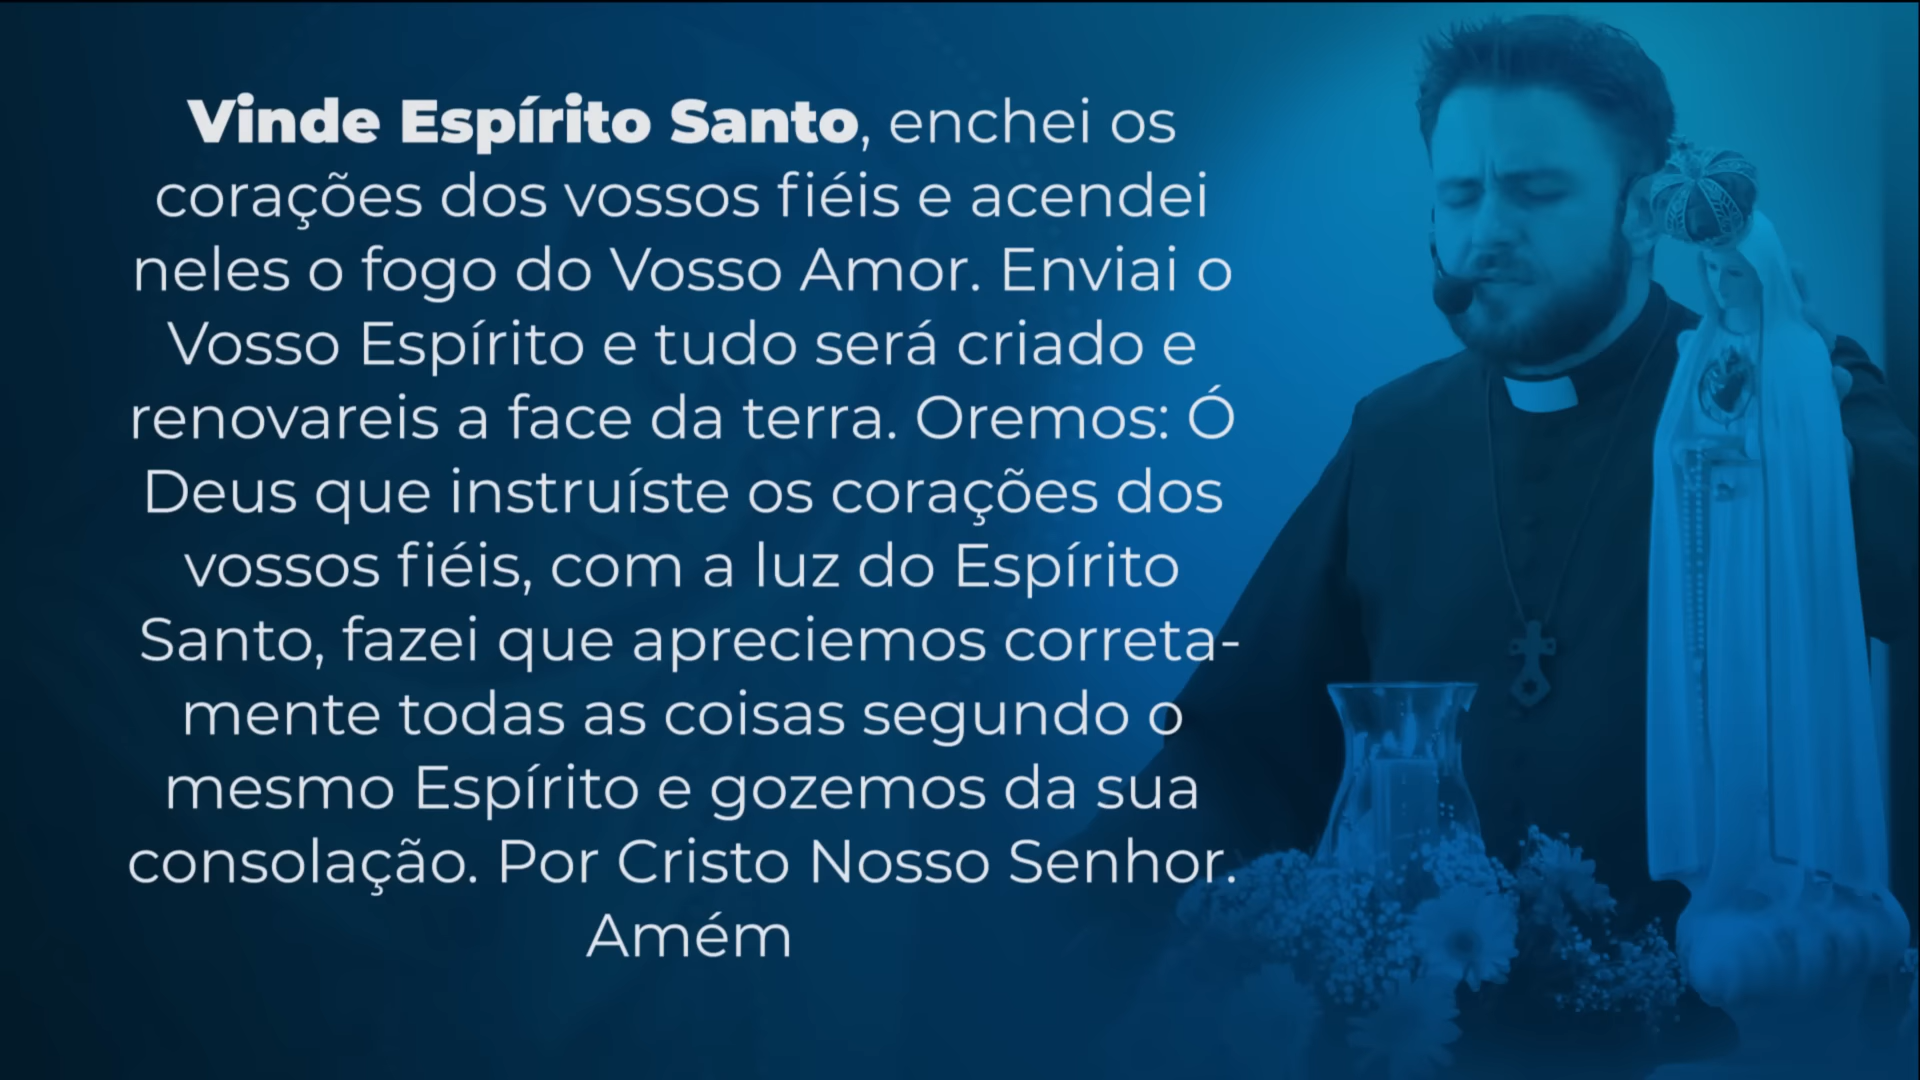 Vinde Espírito Santo, enchei os
corações dos vossos fiéis e acendei
neles o fogo do Vosso Amor. Enviai o
Vosso Espírito e tudo será criado e
renovareis a face da terra. Oremos: Ó
Deus que instruíste os corações dos
vossos fiéis, com a luz do Espírito
Santo, fazei que apreciemos correta-
mente todas as coisas segundo o
mesmo Espírito e gozemos da sua
consolação. Por Cristo Nosso Senhor.
Amém